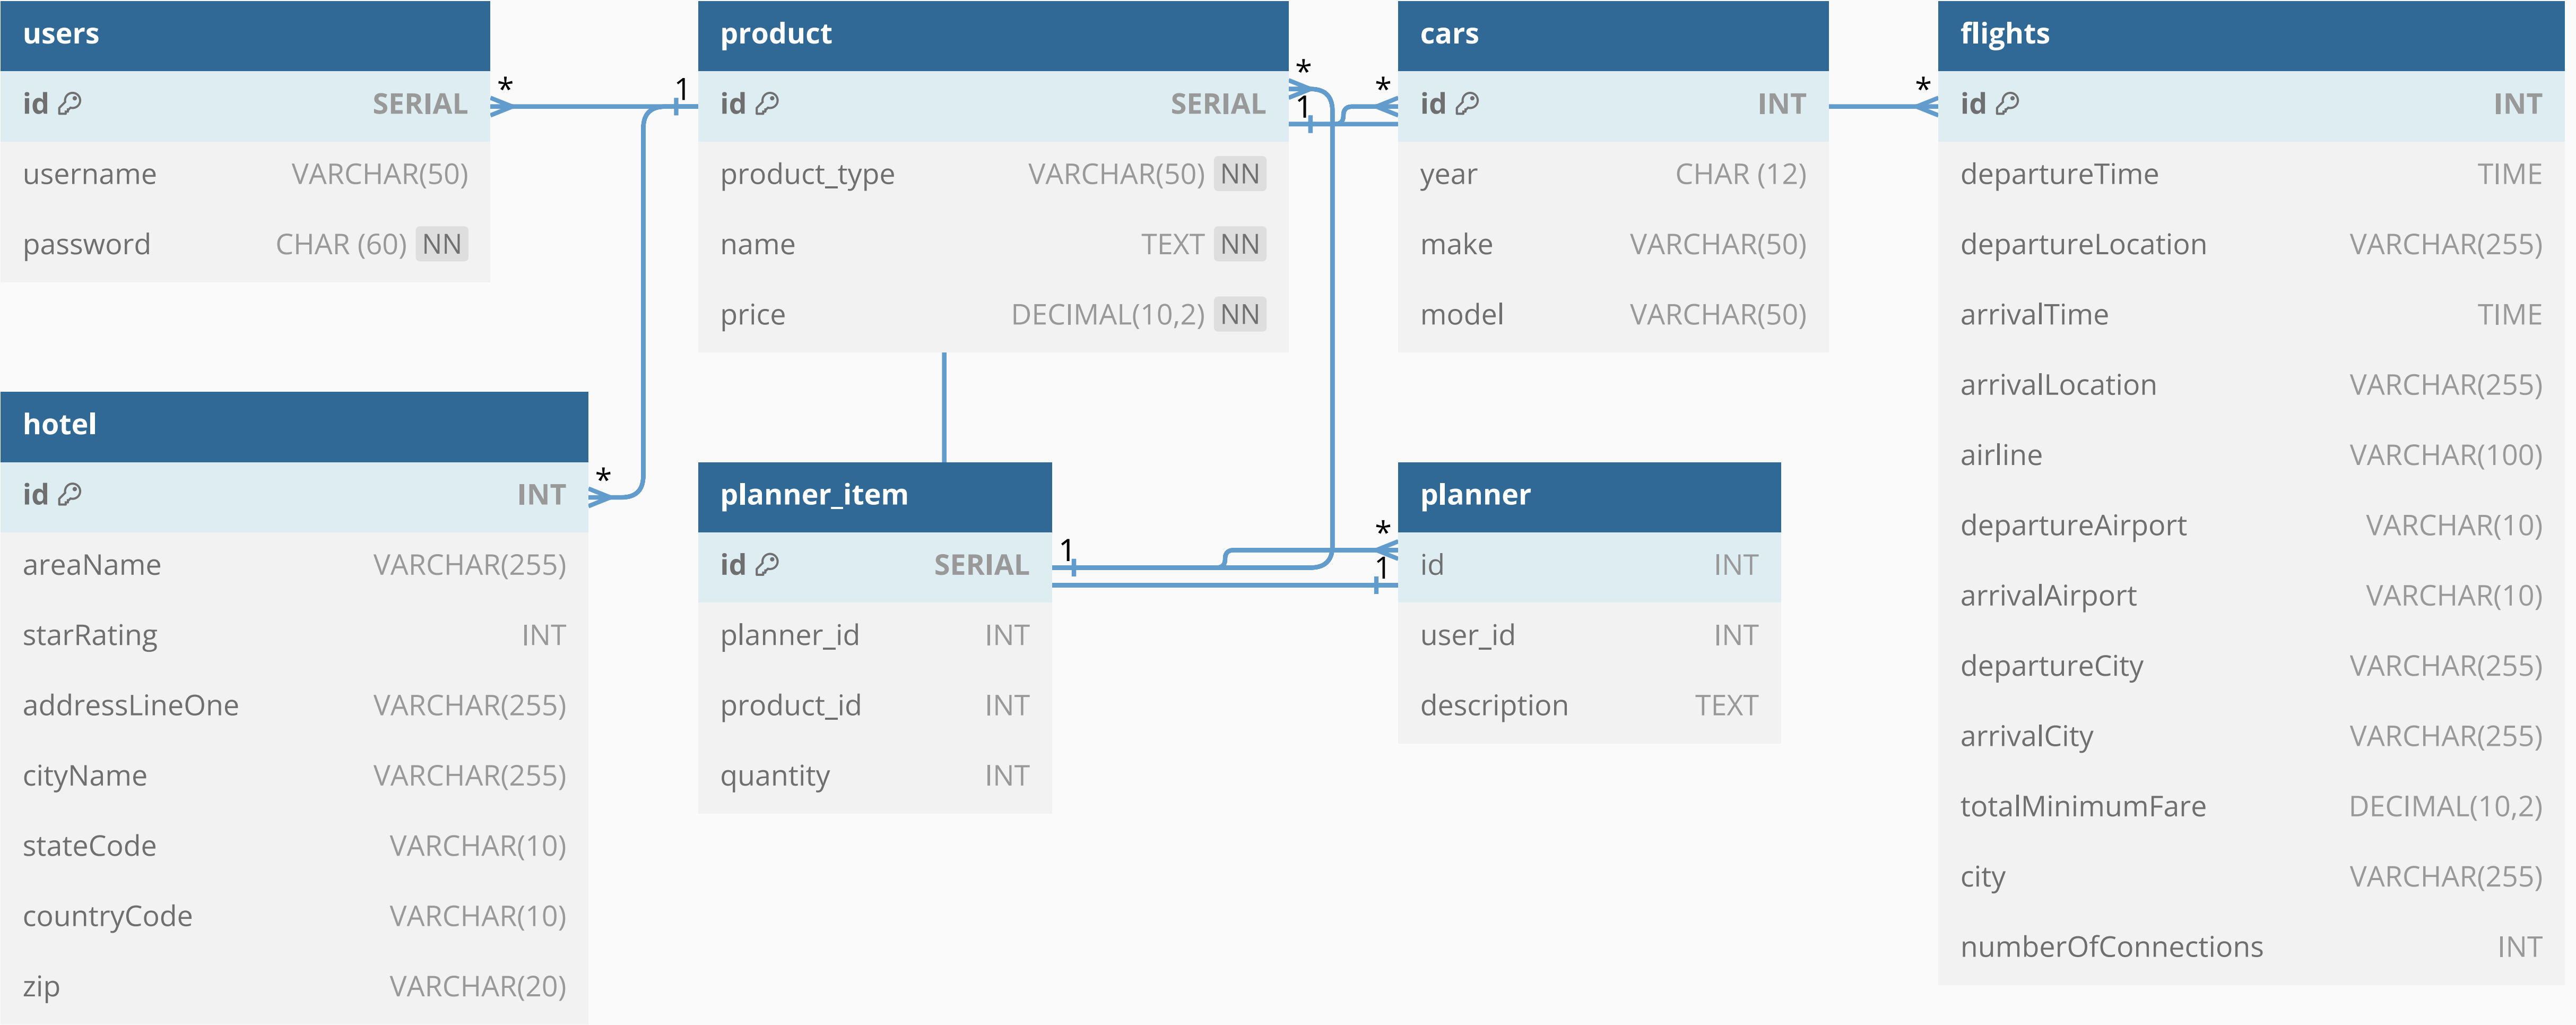 users
id SERIAL
username VARCHAR(50)
password CHAR (60) NN
* 1
product
id SERIAL
product_type VARCHAR(50) NN
name TEXT NN
price DECIMAL(10,2) NN
* *
1
cars
id INT
year CHAR (12)
make VARCHAR(50)
model VARCHAR(50)
*
flights
id INT
departureTime TIME
departureLocation VARCHAR(255)
arrivalTime TIME
arrivalLocation VARCHAR(255)
airline VARCHAR(100)
departureAirport VARCHAR(10)
arrivalAirport VARCHAR(10)
departureCity VARCHAR(255)
arrivalCity VARCHAR(255)
totalMinimumFare DECIMAL(10,2)
city VARCHAR(255)
numberOfConnections INT
hotel
id INT
areaName VARCHAR(255)
starRating INT
addressLineOne VARCHAR(255)
cityName VARCHAR(255)
stateCode VARCHAR(10)
countryCode VARCHAR(10)
zip VARCHAR(20)
*
planner_item
id SERIAL
planner_id INT
product_id INT
quantity INT
1 *
1
planner
id INT
user_id INT
description TEXT